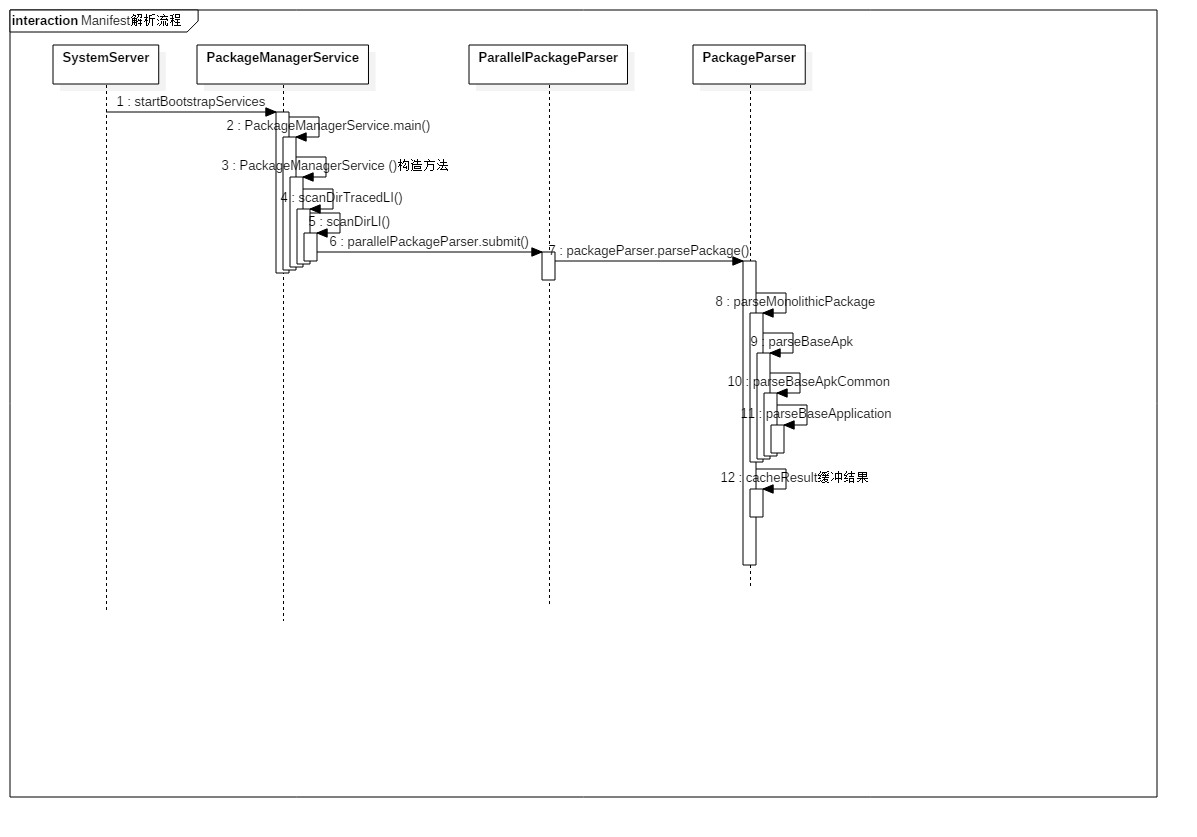 interaction Manifest解析流程
SystemServer
PackageManagerService
ParallelPackageParser
PackageParser
1 : startBootstrapServices
2 : PackageManagerService.main()
3 : PackageManagerService ()构造方法
4 : scanDirTracedLI()
5 : scanDirLI()
6 : parallelPackageParser.submit()
7 : packageParser.parsePackage()
8 : parseMonolithicPackage
9 : parseBaseApk
10 : parseBaseApkCommon
11 : parseBaseApplication
12 : cacheResult缓冲结果